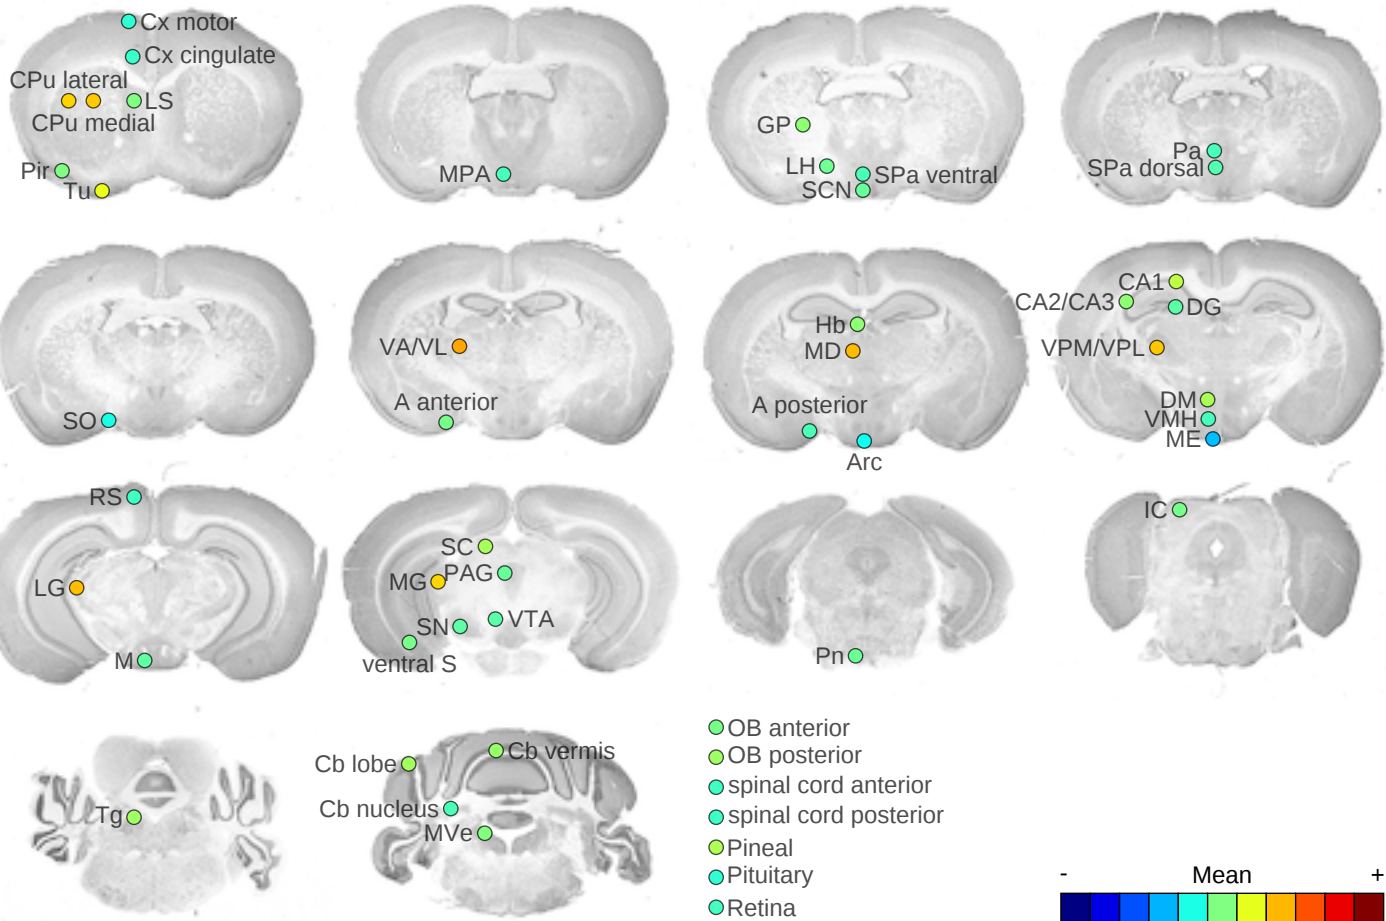 Cx motor
Cx cingulate
CPu lateral
LS
CPu medial
Pir
Tu
MPA
GP
LH
SPa ventral
SCN
Pa
SPa dorsal
SO
VA/VL
A anterior
Hb
MD
A posterior
Arc
CA1
CA2/CA3
DG
VPM/VPL
DM
VMH
ME
RS
LG
M
SC
PAG
MG
SN
VTA
ventral S
Pn
IC
Tg
Cb lobe
Cb vermis
Cb nucleus
MVe
OB anterior
OB posterior
spinal cord anterior
spinal cord posterior
Pineal
Pituitary
Retina
- Mean +